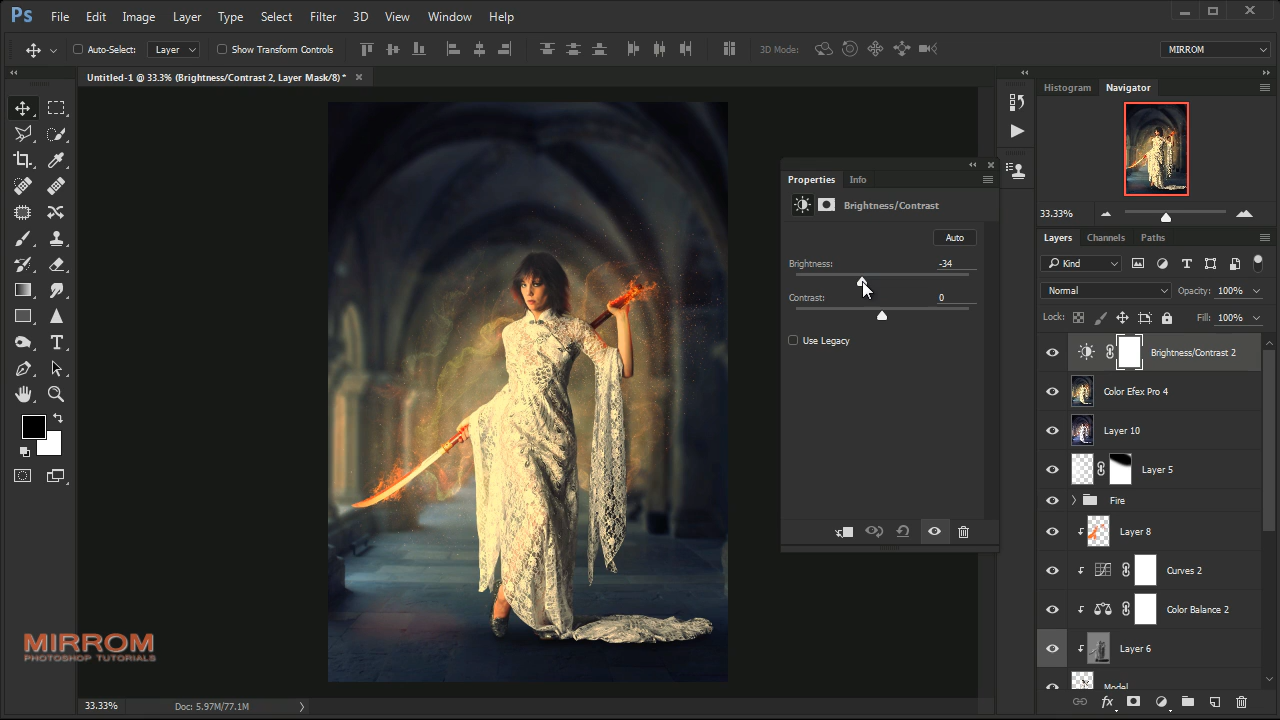 Ps File Edit Image Layer Type Select Filter 3D View Window Help
Auto-Select: Layer Show Transform Controls 3D Mode: MIRROM
Untitled-1 @ 33.3% (Brightness/Contrast 2, Layer Mask/8) *
Histogram Navigator
33.33%
Properties Info
Brightness/Contrast
Auto
Brightness: -34
Contrast: 0
Use Legacy
Layers Channels Paths
Kind
Normal Opacity: 100%
Lock: Fill: 100%
Brightness/Contrast 2
Color Efex Pro 4
Layer 10
Layer 5
Fire
Layer 8
Curves 2
Color Balance 2
Layer 6
Model
MIRROM
PHOTOSHOP TUTORIALS
33.33% Doc: 5.97M/77.1M